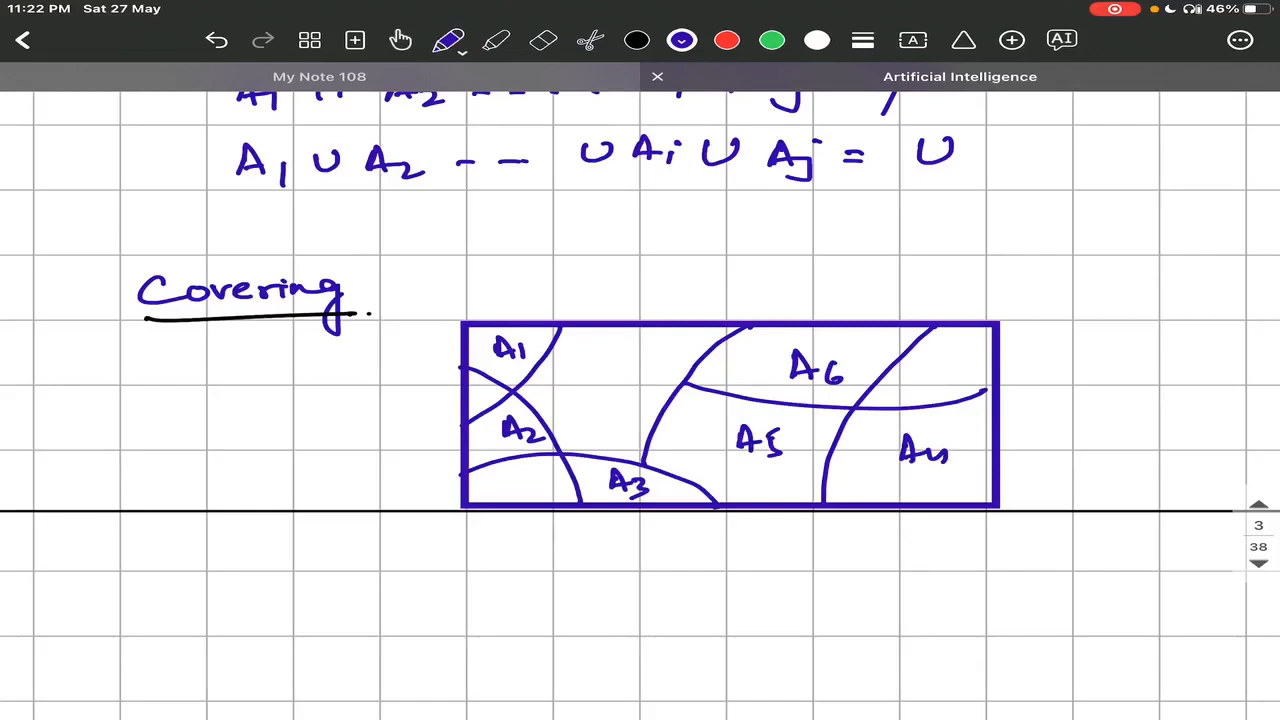 11:22 PM Sat 27 May 46%
My Note 108 Artificial Intelligence
A1 ∪ A2 - - ∪ Ai ∪ Aj = U
Covering
A1
A6
A2
A5
A4
A3
3
38